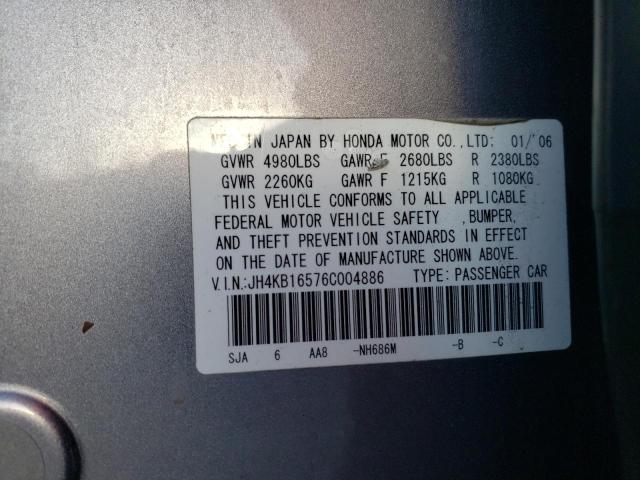 IN JAPAN BY HONDA MOTOR CO.,LTD: 01/'06
GVWR 4980LBS GAWR F 2680LBS R 2380LBS
GVWR 2260KG GAWR F 1215KG R 1080KG
THIS VEHICLE CONFORMS TO ALL APPLICABLE
FEDERAL MOTOR VEHICLE SAFETY ,BUMPER,
AND THEFT PREVENTION STANDARDS IN EFFECT
ON THE DATE OF MANUFACTURE SHOWN ABOVE.
V.I.N:JH4KB16576C004886 TYPE: PASSENGER CAR
SJA 6 AA8 -NH686M -B -C